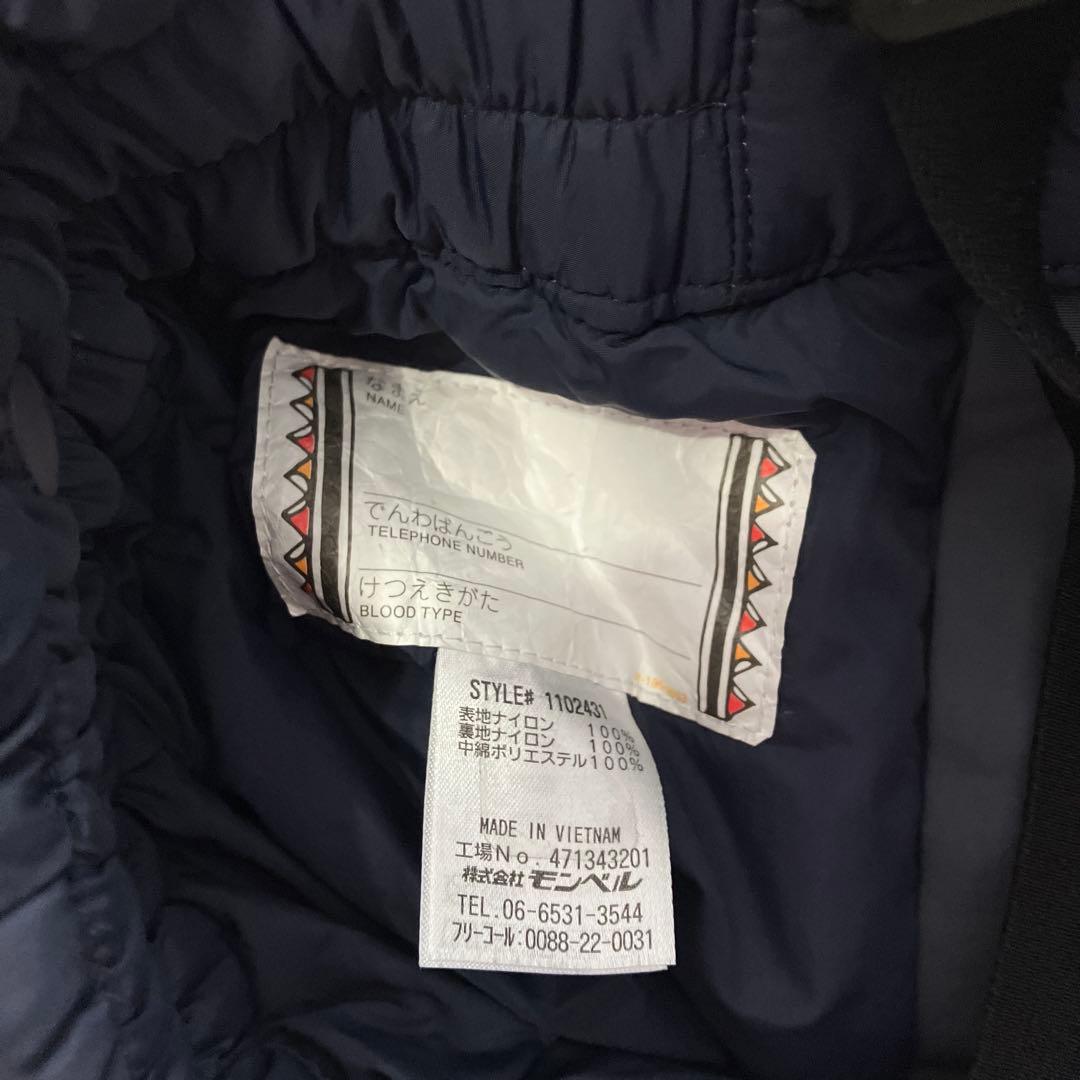 なまえ
NAME
でんわばんごう
TELEPHONE NUMBER
けつえきがた
BLOOD TYPE
STYLE# 1102431
表地ナイロン 100%
裏地ナイロン 100%
中綿ポリエステル100%
MADE IN VIETNAM
工場No.471343201
株式会社 モンベル
TEL.06-6531-3544
フリーコール:0088-22-0031